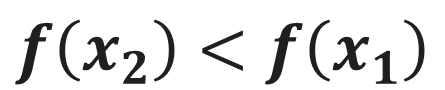 f(x₂) < f(x₁)